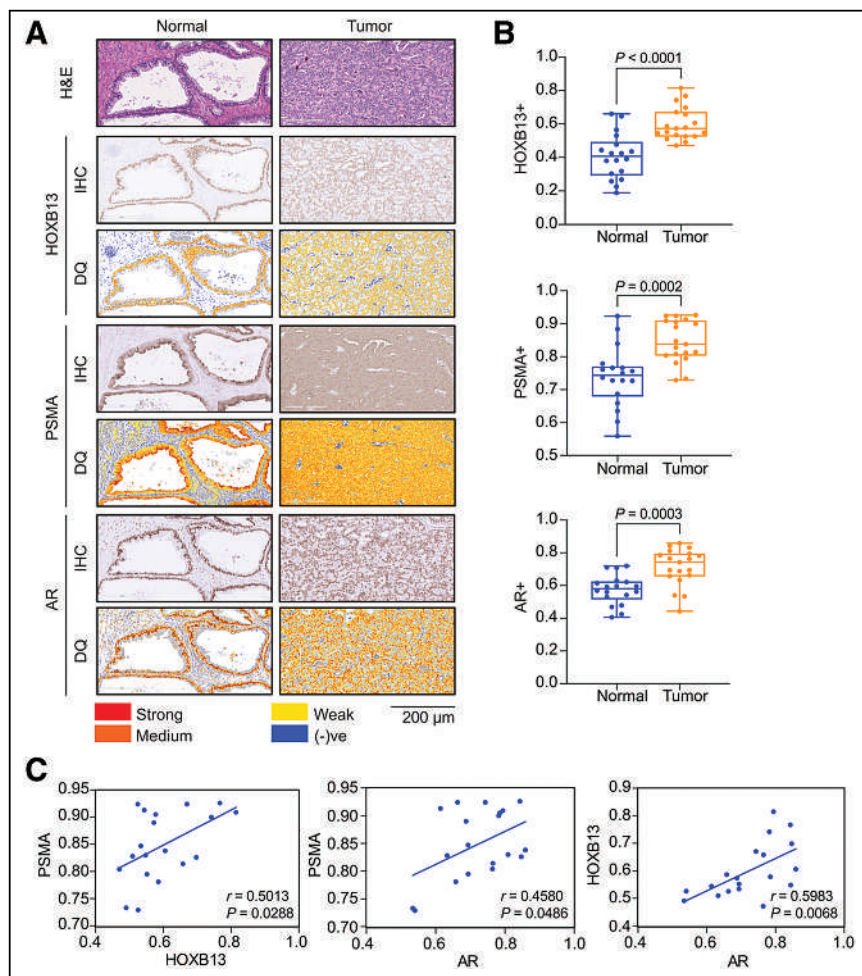 A
Normal
Tumor
H&E
HOXB13
IHC
DQ
PSMA
IHC
DQ
AR
IHC
DQ
Strong
Medium
Weak
(-)ve
200 µm
B
P < 0.0001
HOXB13+
1.0
0.8
0.6
0.4
0.2
0.0
Normal
Tumor
P = 0.0002
PSMA+
1.0
0.9
0.8
0.7
0.6
0.5
Normal
Tumor
P = 0.0003
AR+
1.0
0.8
0.6
0.4
0.2
0.0
Normal
Tumor
C
PSMA
0.95
0.90
0.85
0.80
0.75
0.70
r = 0.5013
P = 0.0288
0.4 0.6 0.8 1.0
HOXB13
PSMA
0.95
0.90
0.85
0.80
0.75
0.70
r = 0.4580
P = 0.0486
0.4 0.6 0.8 1.0
AR
HOXB13
0.9
0.8
0.7
0.6
0.5
0.4
r = 0.5983
P = 0.0068
0.4 0.6 0.8 1.0
AR